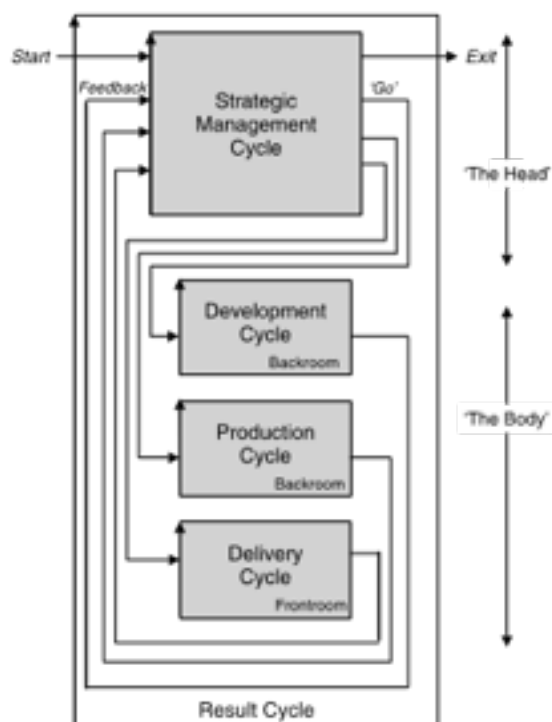 Start
Exit
Feedback
'Go'
Strategic
Management
Cycle
'The Head'
Development
Cycle
Backroom
'The Body'
Production
Cycle
Backroom
Delivery
Cycle
Frontroom
Result Cycle